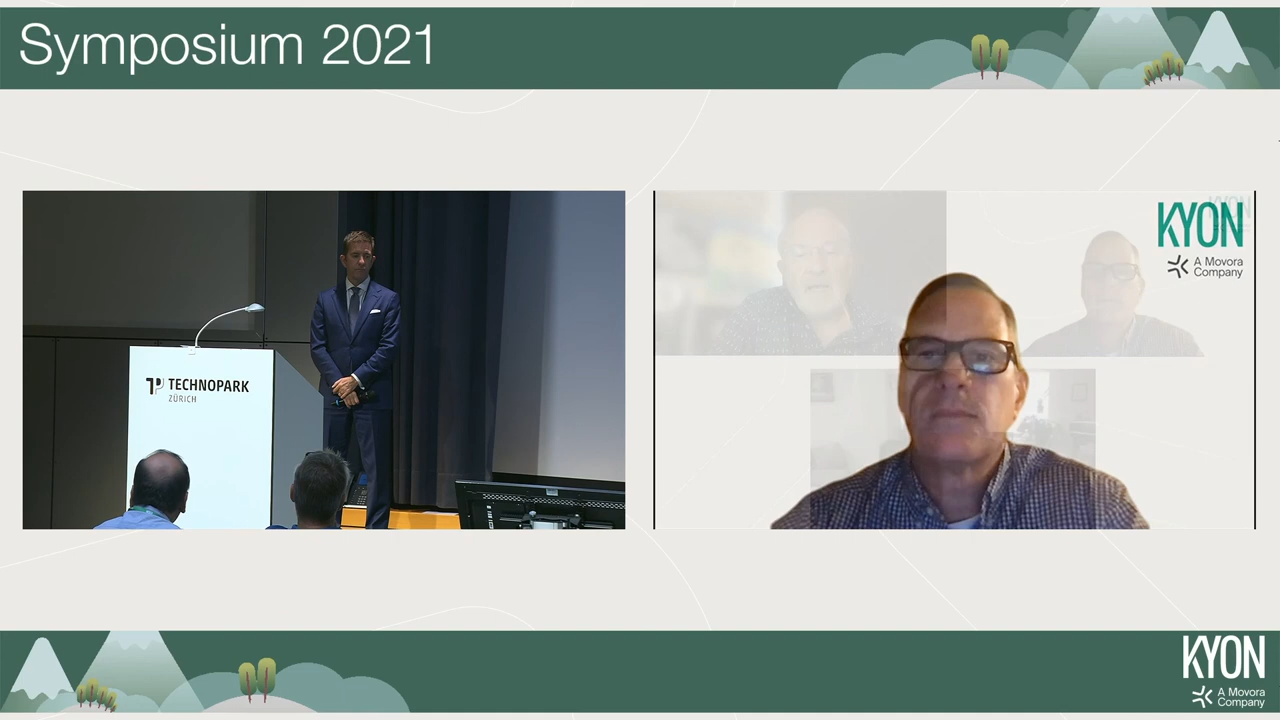 Symposium 2021
TECHNOPARK
ZÜRICH
KYON
A Movora
Company
KYON
A Movora
Company